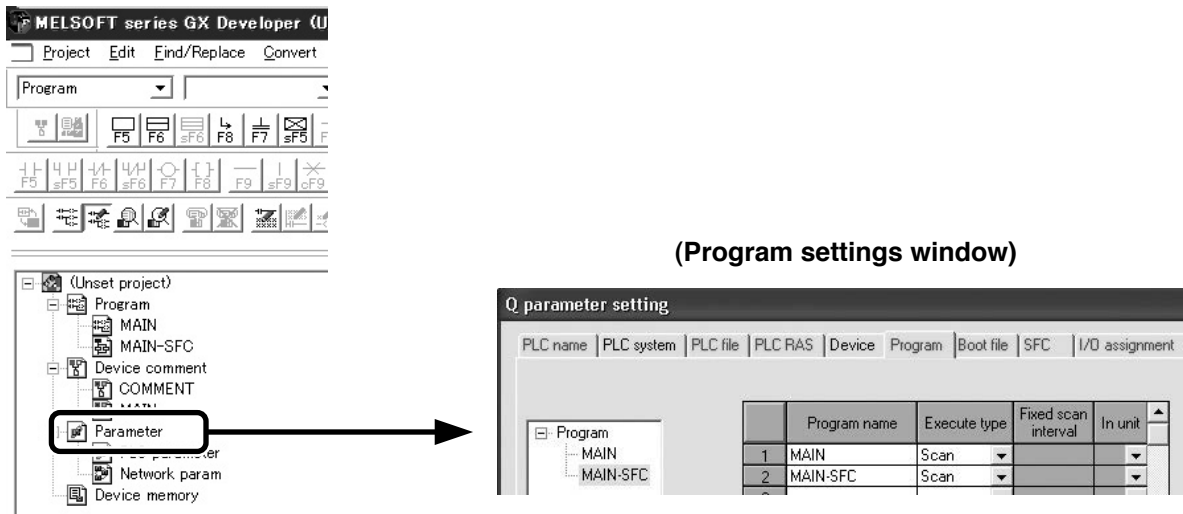 MELSOFT series GX Developer (U
Project Edit Find/Replace Convert
Program
F5 F6 sF6 F8 F7 sF5
F5 sF5 F6 sF6 F7 F8 F9 sF9 cF9
(Unset project)
Program
MAIN
MAIN-SFC
Device comment
COMMENT
MAIN
Parameter
PLC parameter
Network param
Device memory
(Program settings window)
Q parameter setting
PLC name PLC system PLC file PLC RAS Device Program Boot file SFC I/O assignment
Program
MAIN
MAIN-SFC
Program name Execute type Fixed scan interval In unit
1 MAIN Scan
2 MAIN-SFC Scan